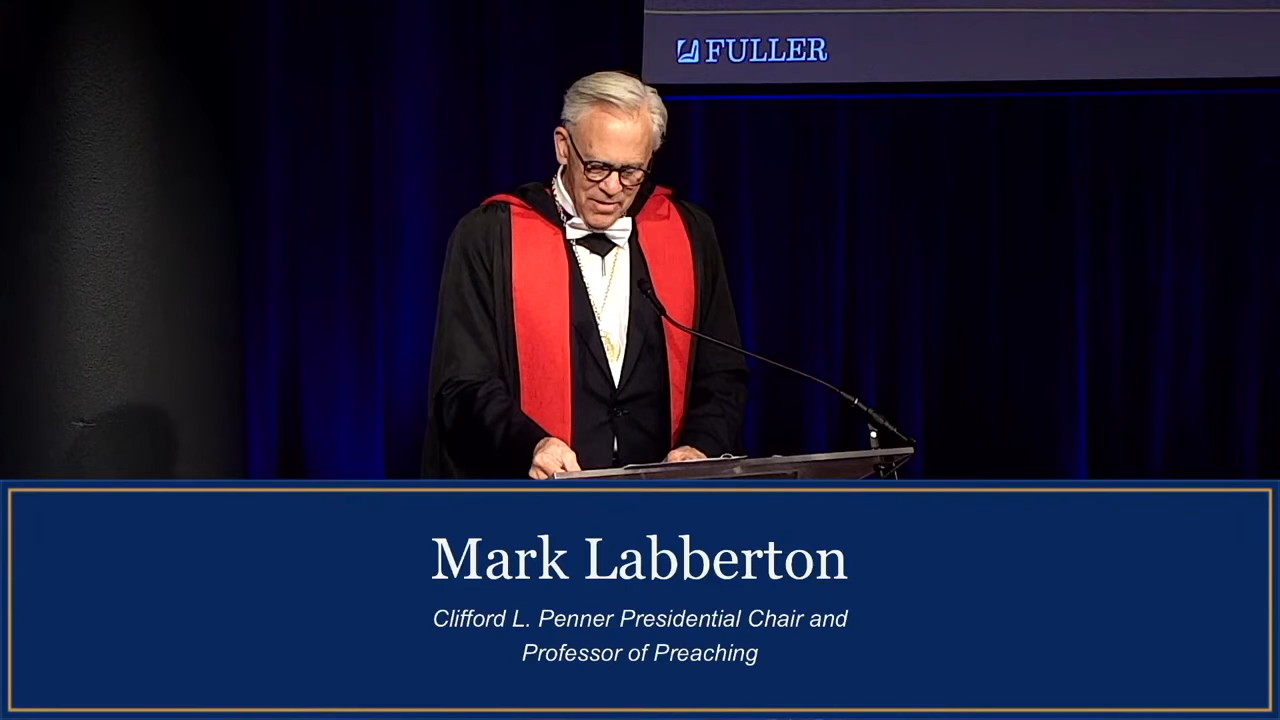 FULLER
Mark Labberton
Clifford L. Penner Presidential Chair and
Professor of Preaching